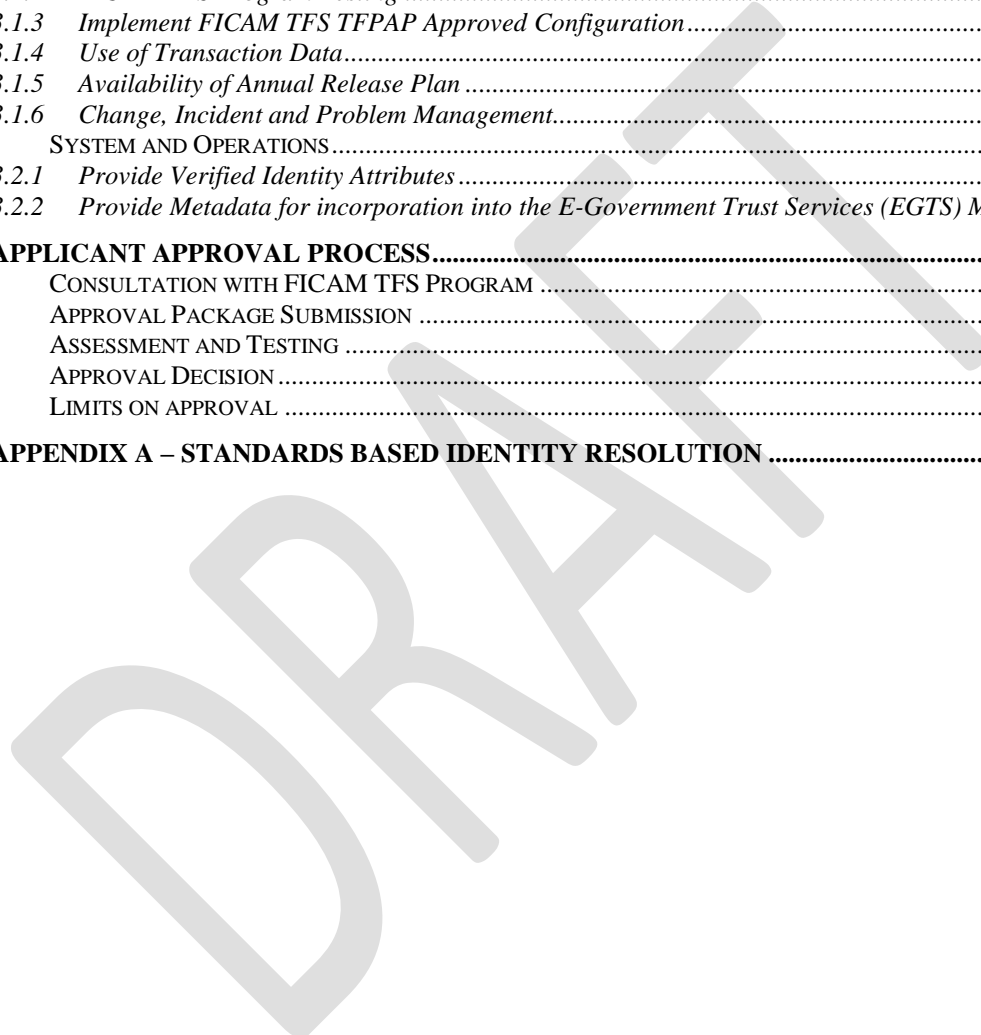 Program Testing
3.1.3 Implement FICAM TFS TFPAP Approved Configuration........................................
3.1.4 Use of Transaction Data........................................
3.1.5 Availability of Annual Release Plan........................................
3.1.6 Change, Incident and Problem Management........................................
SYSTEM AND OPERATIONS........................................
3.2.1 Provide Verified Identity Attributes........................................
3.2.2 Provide Metadata for incorporation into the E-Government Trust Services (EGTS) M
APPLICANT APPROVAL PROCESS........................................
CONSULTATION WITH FICAM TFS PROGRAM........................................
APPROVAL PACKAGE SUBMISSION........................................
ASSESSMENT AND TESTING........................................
APPROVAL DECISION........................................
LIMITS ON APPROVAL........................................
APPENDIX A – STANDARDS BASED IDENTITY RESOLUTION........................................
DRAFT